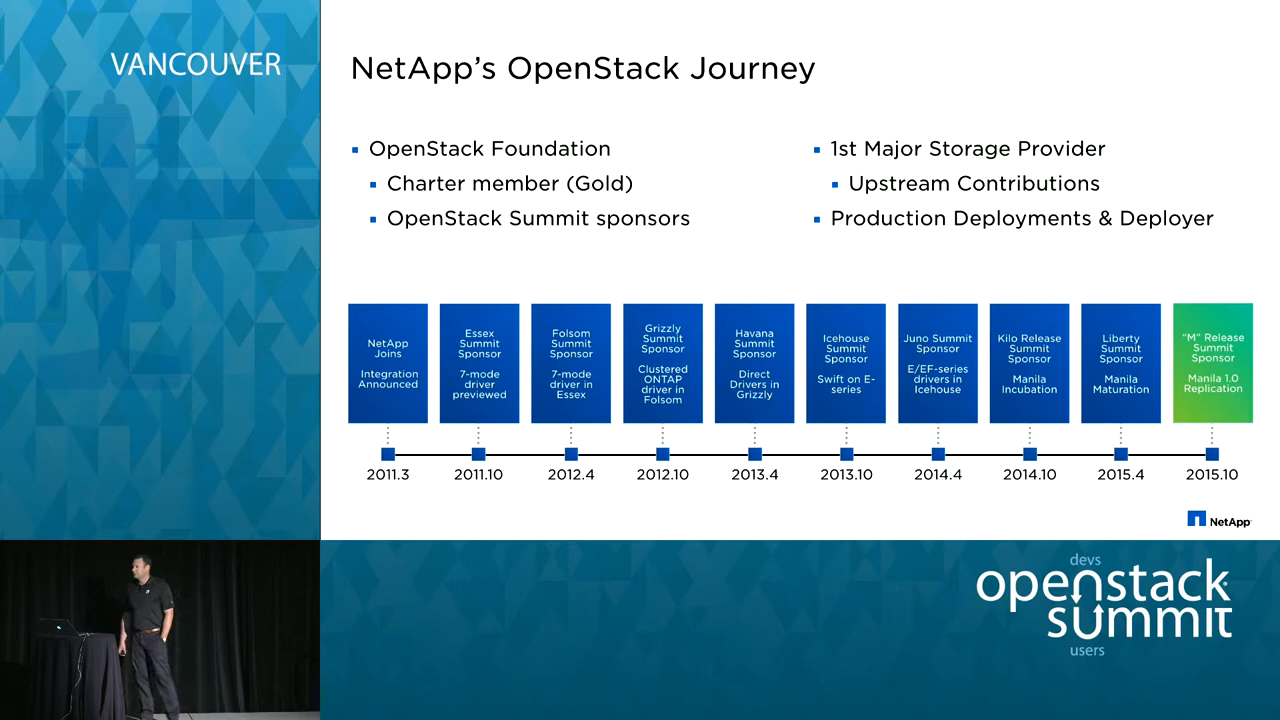 VANCOUVER
NetApp’s OpenStack Journey
OpenStack Foundation
Charter member (Gold)
OpenStack Summit sponsors
1st Major Storage Provider
Upstream Contributions
Production Deployments & Deployer
NetApp
Joins
Integration
Announced
Essex
Summit
Sponsor
7-mode
driver
previewed
Folsom
Summit
Sponsor
7-mode
driver in
Essex
Grizzly
Summit
Sponsor
Clustered
ONTAP
driver in
Folsom
Havana
Summit
Sponsor
Direct
Drivers in
Grizzly
Icehouse
Summit
Sponsor
Swift on E-
series
Juno Summit
Sponsor
E/EF-series
drivers in
Icehouse
Kilo Release
Summit
Sponsor
Manila
Incubation
Liberty
Summit
Sponsor
Manila
Maturation
“M” Release
Summit
Sponsor
Manila 1.0
Replication
2011.3
2011.10
2012.4
2012.10
2013.4
2013.10
2014.4
2014.10
2015.4
2015.10
NetApp
devs
openstack
summit
users